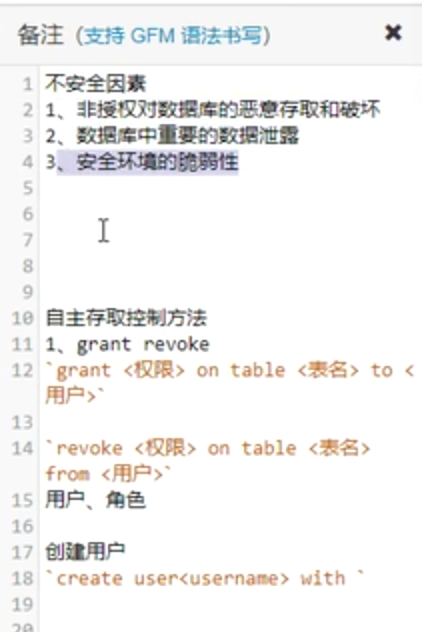 备注（支持 GFM 语法书写）
1 不安全因素
2 1、非授权对数据库的恶意存取和破坏
3 2、数据库中重要的数据泄露
4 3、安全环境的脆弱性
5
6
7
8
9
10 自主存取控制方法
11 1、grant revoke
12 `grant <权限> on table <表名> to <
用户>`
13
14 `revoke <权限> on table <表名>
from <用户>`
15 用户、角色
16
17 创建用户
18 `create user<username> with `
19
20